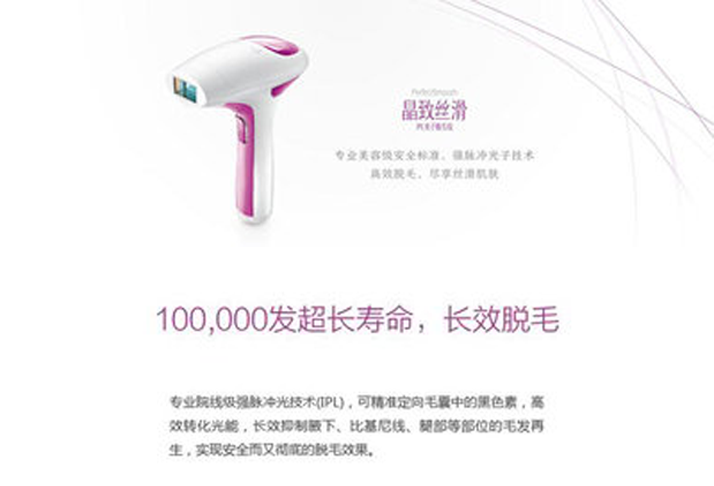 PerfectSmooth
晶致丝滑
专业美容级安全标准，强脉冲光子技术
高效脱毛，尽享丝滑肌肤
100,000发超长寿命，长效脱毛
专业院线级强脉冲光技术(IPL)，可精准定向毛囊中的黑色素，高
效转化光能，长效抑制腋下、比基尼线、腿部等部位的毛发再
生，实现安全而又彻底的脱毛效果。